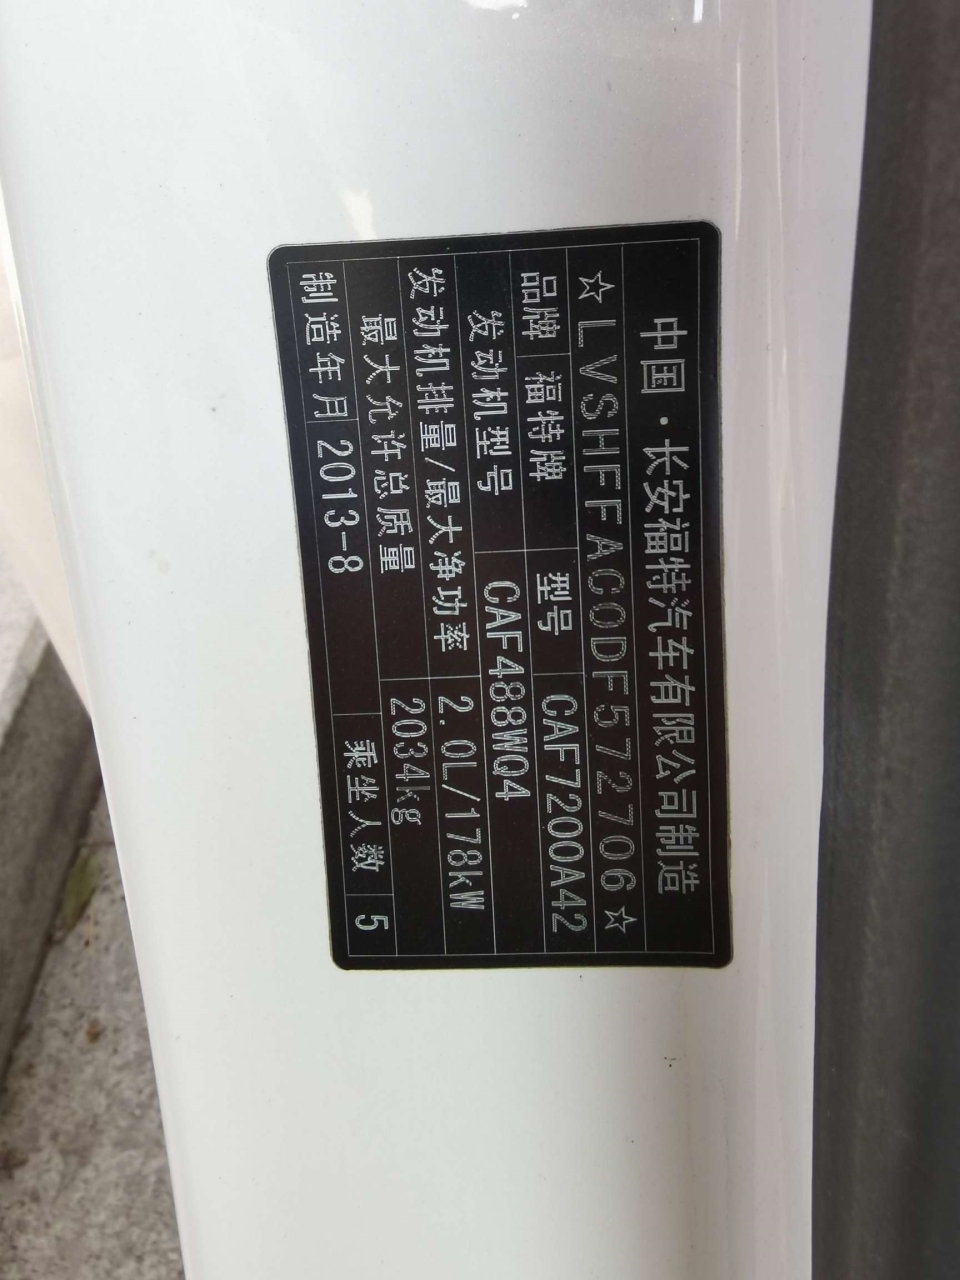 中国·长安福特汽车有限公司制造
☆LVSHFFAC0DF572706☆
品牌 福特牌 型号 CAF7200A42
发动机型号 CAF488WQ4
发动机排量/最大净功率 2.0L/178kW
最大允许总质量 2034kg
制造年月 2013-8 乘坐人数 5